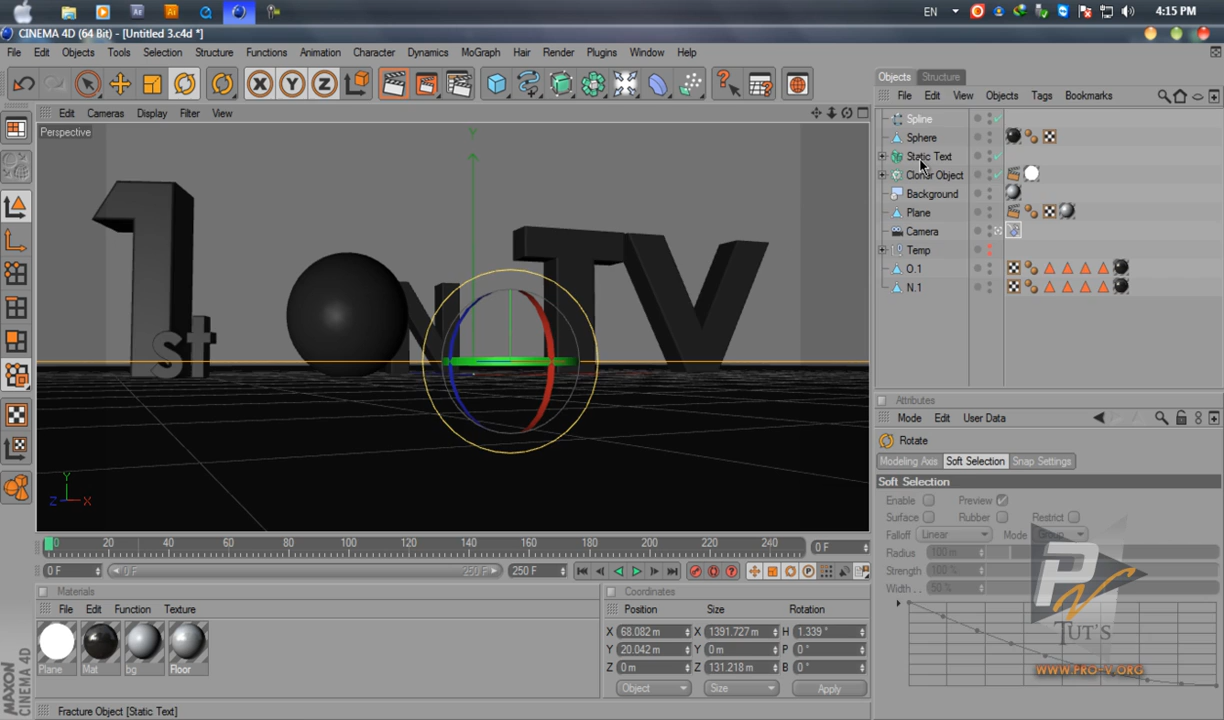 EN
4:15 PM
CINEMA 4D (64 Bit) - [Untitled 3.c4d *]
File Edit Objects Tools Selection Structure Functions Animation Character Dynamics MoGraph Hair Render Plugins Window Help
X Y Z
Edit Cameras Display Filter View
Perspective
Y
1st ON TV
Y
Z X
0 20 40 60 80 100 120 140 160 180 200 220 240
0 F
0 F 0 F 250 F 250 F
Materials
File Edit Function Texture
Plane Mat bg Floor
Coordinates
Position Size Rotation
X 68.082 m X 1391.727 m H 1.339 °
Y 20.042 m Y 0 m P 0 °
Z 0 m Z 131.218 m B 0 °
Object Size Apply
MAXON
CINEMA 4D
Fracture Object [Static Text]
Objects Structure
File Edit View Objects Tags Bookmarks
Spline
Sphere
Static Text
Cloner Object
Background
Plane
Camera
Temp
O.1
N.1
Attributes
Mode Edit User Data
Rotate
Modeling Axis Soft Selection Snap Settings
Soft Selection
Enable Preview
Surface Rubber Restrict
Falloff Linear Mode Group
Radius 100 m
Strength 100 %
Width . . 50 %
PV
TUT'S
WWW.PRO-V.ORG